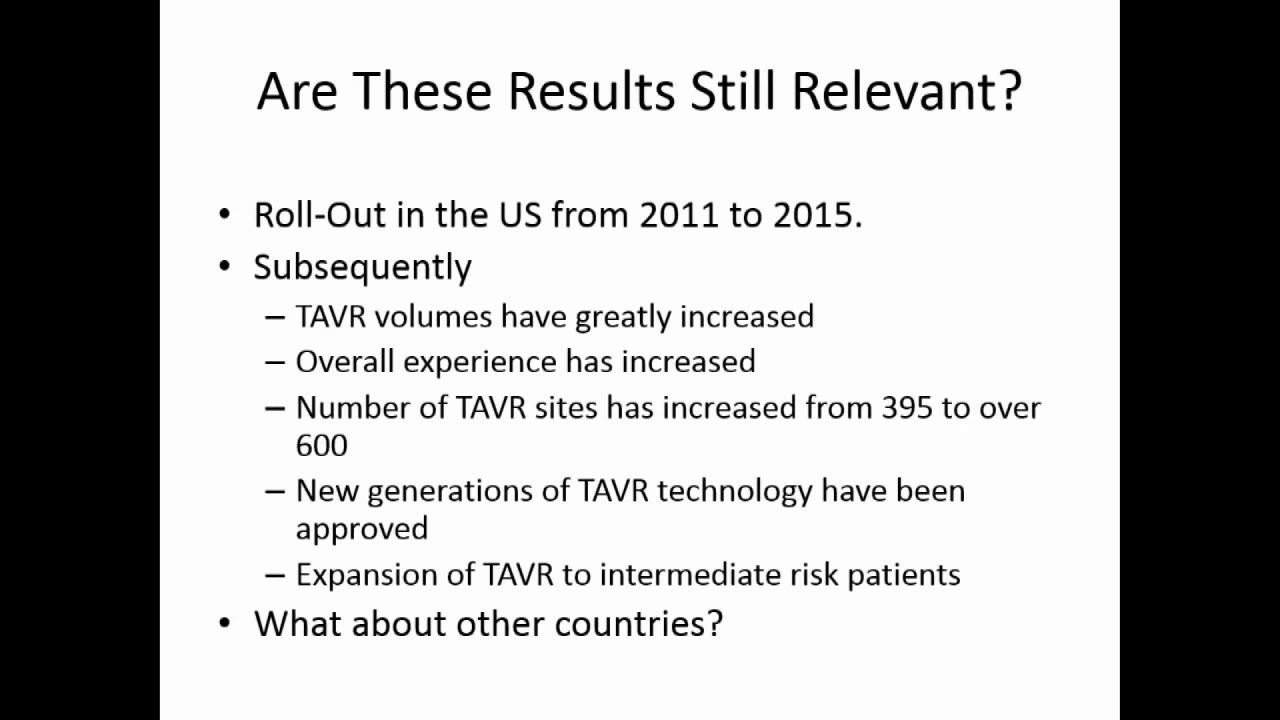 Are These Results Still Relevant?
• Roll-Out in the US from 2011 to 2015.
• Subsequently
– TAVR volumes have greatly increased
– Overall experience has increased
– Number of TAVR sites has increased from 395 to over
600
– New generations of TAVR technology have been
approved
– Expansion of TAVR to intermediate risk patients
• What about other countries?